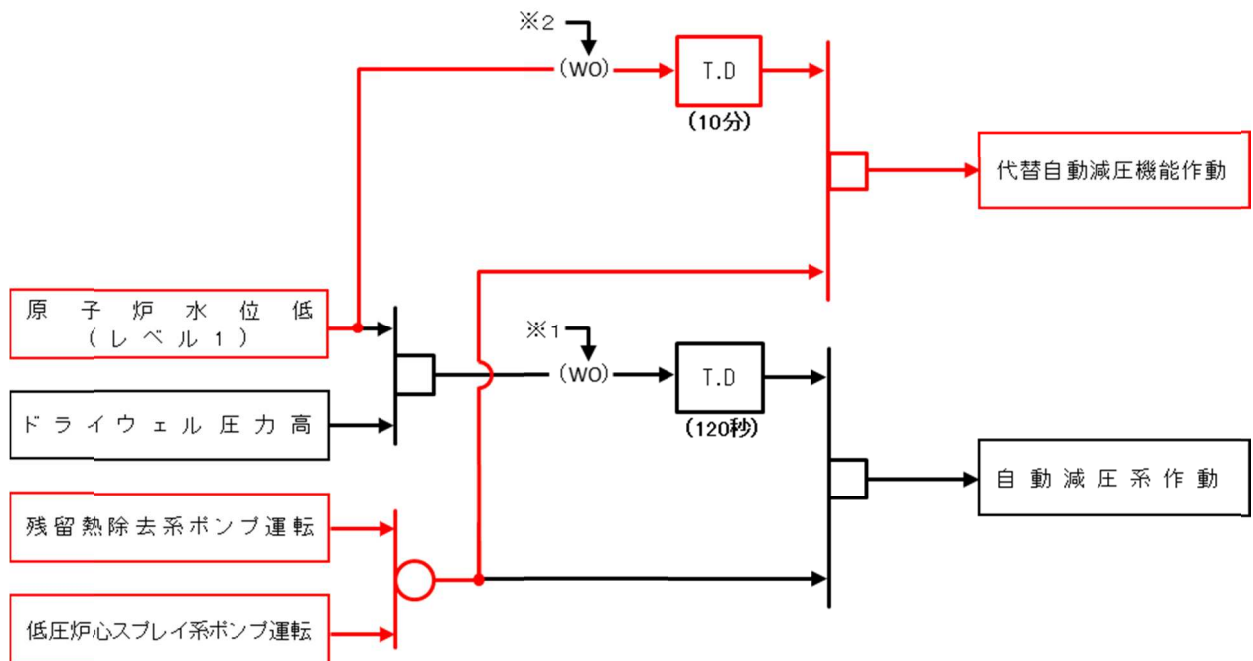 ※2
(WO)
T.D
(10分)
代替自動減圧機能作動
原子炉水位低
(レベル1)
※1
(WO)
T.D
(120秒)
ドライウェル圧力高
自動減圧系作動
残留熱除去系ポンプ運転
低圧炉心スプレイ系ポンプ運転